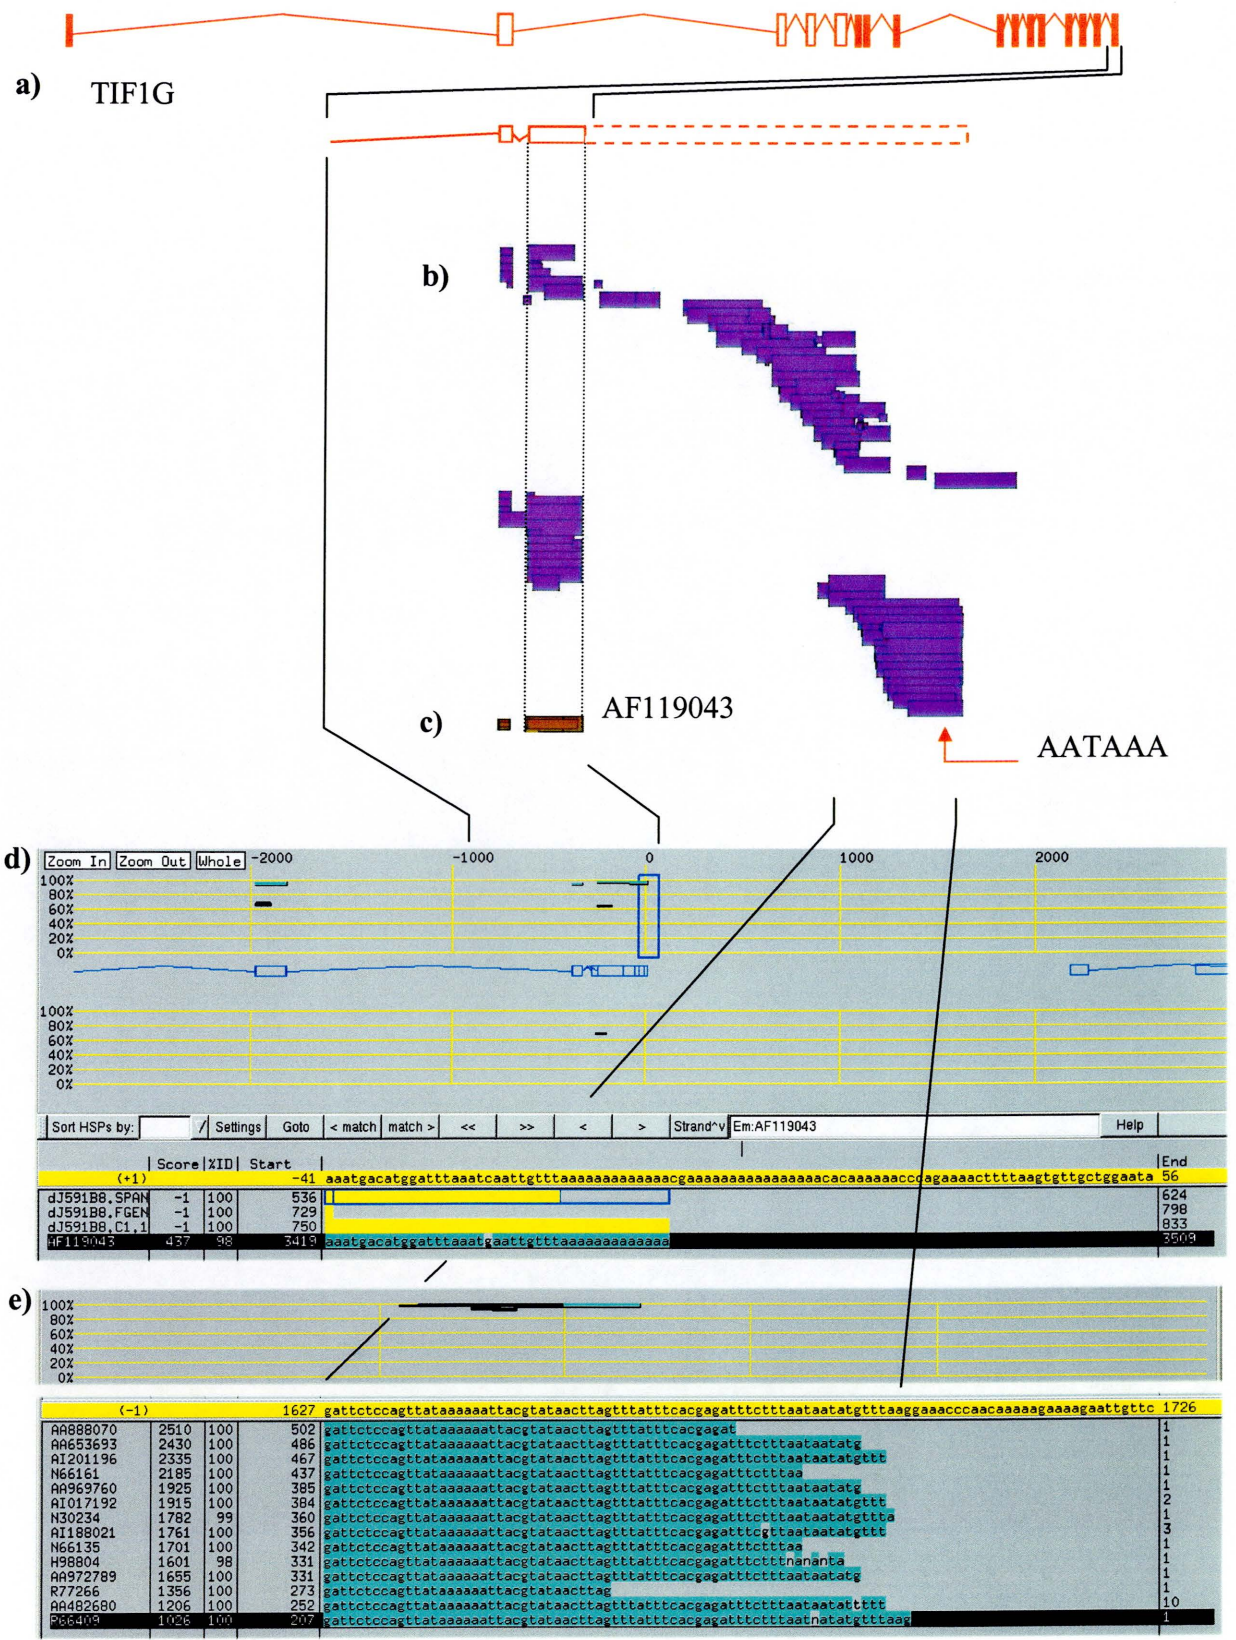 a)
TIF1G
b)
c)
AF119043
AATAAA
d)
Zoom In Zoom Out Whole -2000 -1000 0 1000 2000
100%
80%
60%
40%
20%
0%
100%
80%
60%
40%
20%
0%
Sort HSPs by: / Settings Goto < match match > << >> < > Strand^v Em:AF119043 Help
Score %ID Start End
(+1) -41 aaatgacatggatttaaatcaattgtttaaaaaaaaaaaaaacgaaaaaaaaaaaaaaacacaaaaaaacccagaaaacttttaagtgttgctggaata 56
dJ591B8.SPAN -1 100 536 624
dJ591B8.FGEN -1 100 729 798
dJ591B8.C1.1 -1 100 750 833
AF119043 437 98 3419 aaatgacatggatttaaatgaattgtttaaaaaaaaaaaaa 3509
e)
100%
80%
60%
40%
20%
0%
(-1) 1627 gattctccagttataaaaaattacgtataacttagtttatttcacgagatttctttaataatatgtttaaggaaacccaacaaaaagaaaagaattgttc 1726
AA888070 2510 100 502 gattctccagttataaaaaattacgtataacttagtttatttcacgagat 1
AA653693 2430 100 486 gattctccagttataaaaaattacgtataacttagtttatttcacgagatttctttaataatatg 1
AI201196 2335 100 467 gattctccagttataaaaaattacgtataacttagtttatttcacgagatttctttaataatatgttt 1
N66161 2185 100 437 gattctccagttataaaaaattacgtataacttagtttatttcacgagatttctttaa 1
AA969760 1925 100 385 gattctccagttataaaaaattacgtataacttagtttatttcacgagatttctttaataatatg 1
AI017192 1915 100 384 gattctccagttataaaaaattacgtataacttagtttatttcacgagatttctttaataatatgttt 2
N30234 1782 99 360 gattctccagttataaaaaattacgtataacttagtttatttcacgagatttctttaataatatgttta 1
AI188021 1761 100 356 gattctccagttataaaaaattacgtataacttagtttatttcacgagatttcgttaataatatgttt 3
N66135 1701 100 342 gattctccagttataaaaaattacgtataacttagtttatttcacgagatttctttaa 1
H98804 1601 98 331 gattctccagttataaaaaattacgtataacttagtttatttcacgagatttctttnananta 1
AA972789 1655 100 331 gattctccagttataaaaaattacgtataacttagtttatttcacgagatttctttaataatatg 1
R77266 1356 100 273 gattctccagttataaaaaattacgtataacttag 10
AA482680 1206 100 252 gattctccagttataaaaaattacgtataacttagtttatttcacgagatttctttaataatatttt 10
R66409 1026 100 207 gattctccagttataaaaaattacgtataacttagtttatttcacgagatttctttaatnatatgtttaag 1